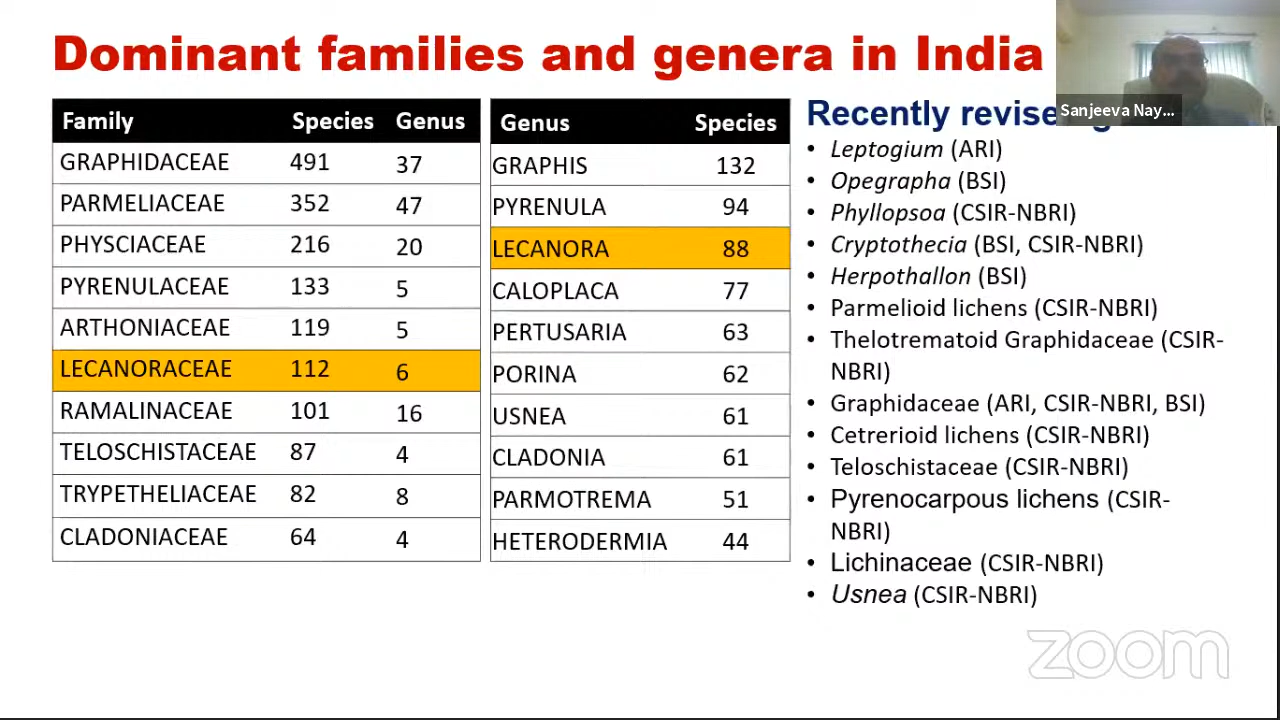 Dominant families and genera in India
Sanjeeva Nay...
Family Species Genus
GRAPHIDACEAE 491 37
PARMELIACEAE 352 47
PHYSCIACEAE 216 20
PYRENULACEAE 133 5
ARTHONIACEAE 119 5
LECANORACEAE 112 6
RAMALINACEAE 101 16
TELOSCHISTACEAE 87 4
TRYPETHELIACEAE 82 8
CLADONIACEAE 64 4
Genus Species
GRAPHIS 132
PYRENULA 94
LECANORA 88
CALOPLACA 77
PERTUSARIA 63
PORINA 62
USNEA 61
CLADONIA 61
PARMOTREMA 51
HETERODERMIA 44
Recently
• Leptogium (ARI)
• Opegrapha (BSI)
• Phyllopsoa (CSIR-NBRI)
• Cryptothecia (BSI, CSIR-NBRI)
• Herpothallon (BSI)
• Parmelioid lichens (CSIR-NBRI)
• Thelotrematoid Graphidaceae (CSIR-
NBRI)
• Graphidaceae (ARI, CSIR-NBRI, BSI)
• Cetrerioid lichens (CSIR-NBRI)
• Teloschistaceae (CSIR-NBRI)
• Pyrenocarpous lichens (CSIR-
NBRI)
• Lichinaceae (CSIR-NBRI)
• Usnea (CSIR-NBRI)
zoom